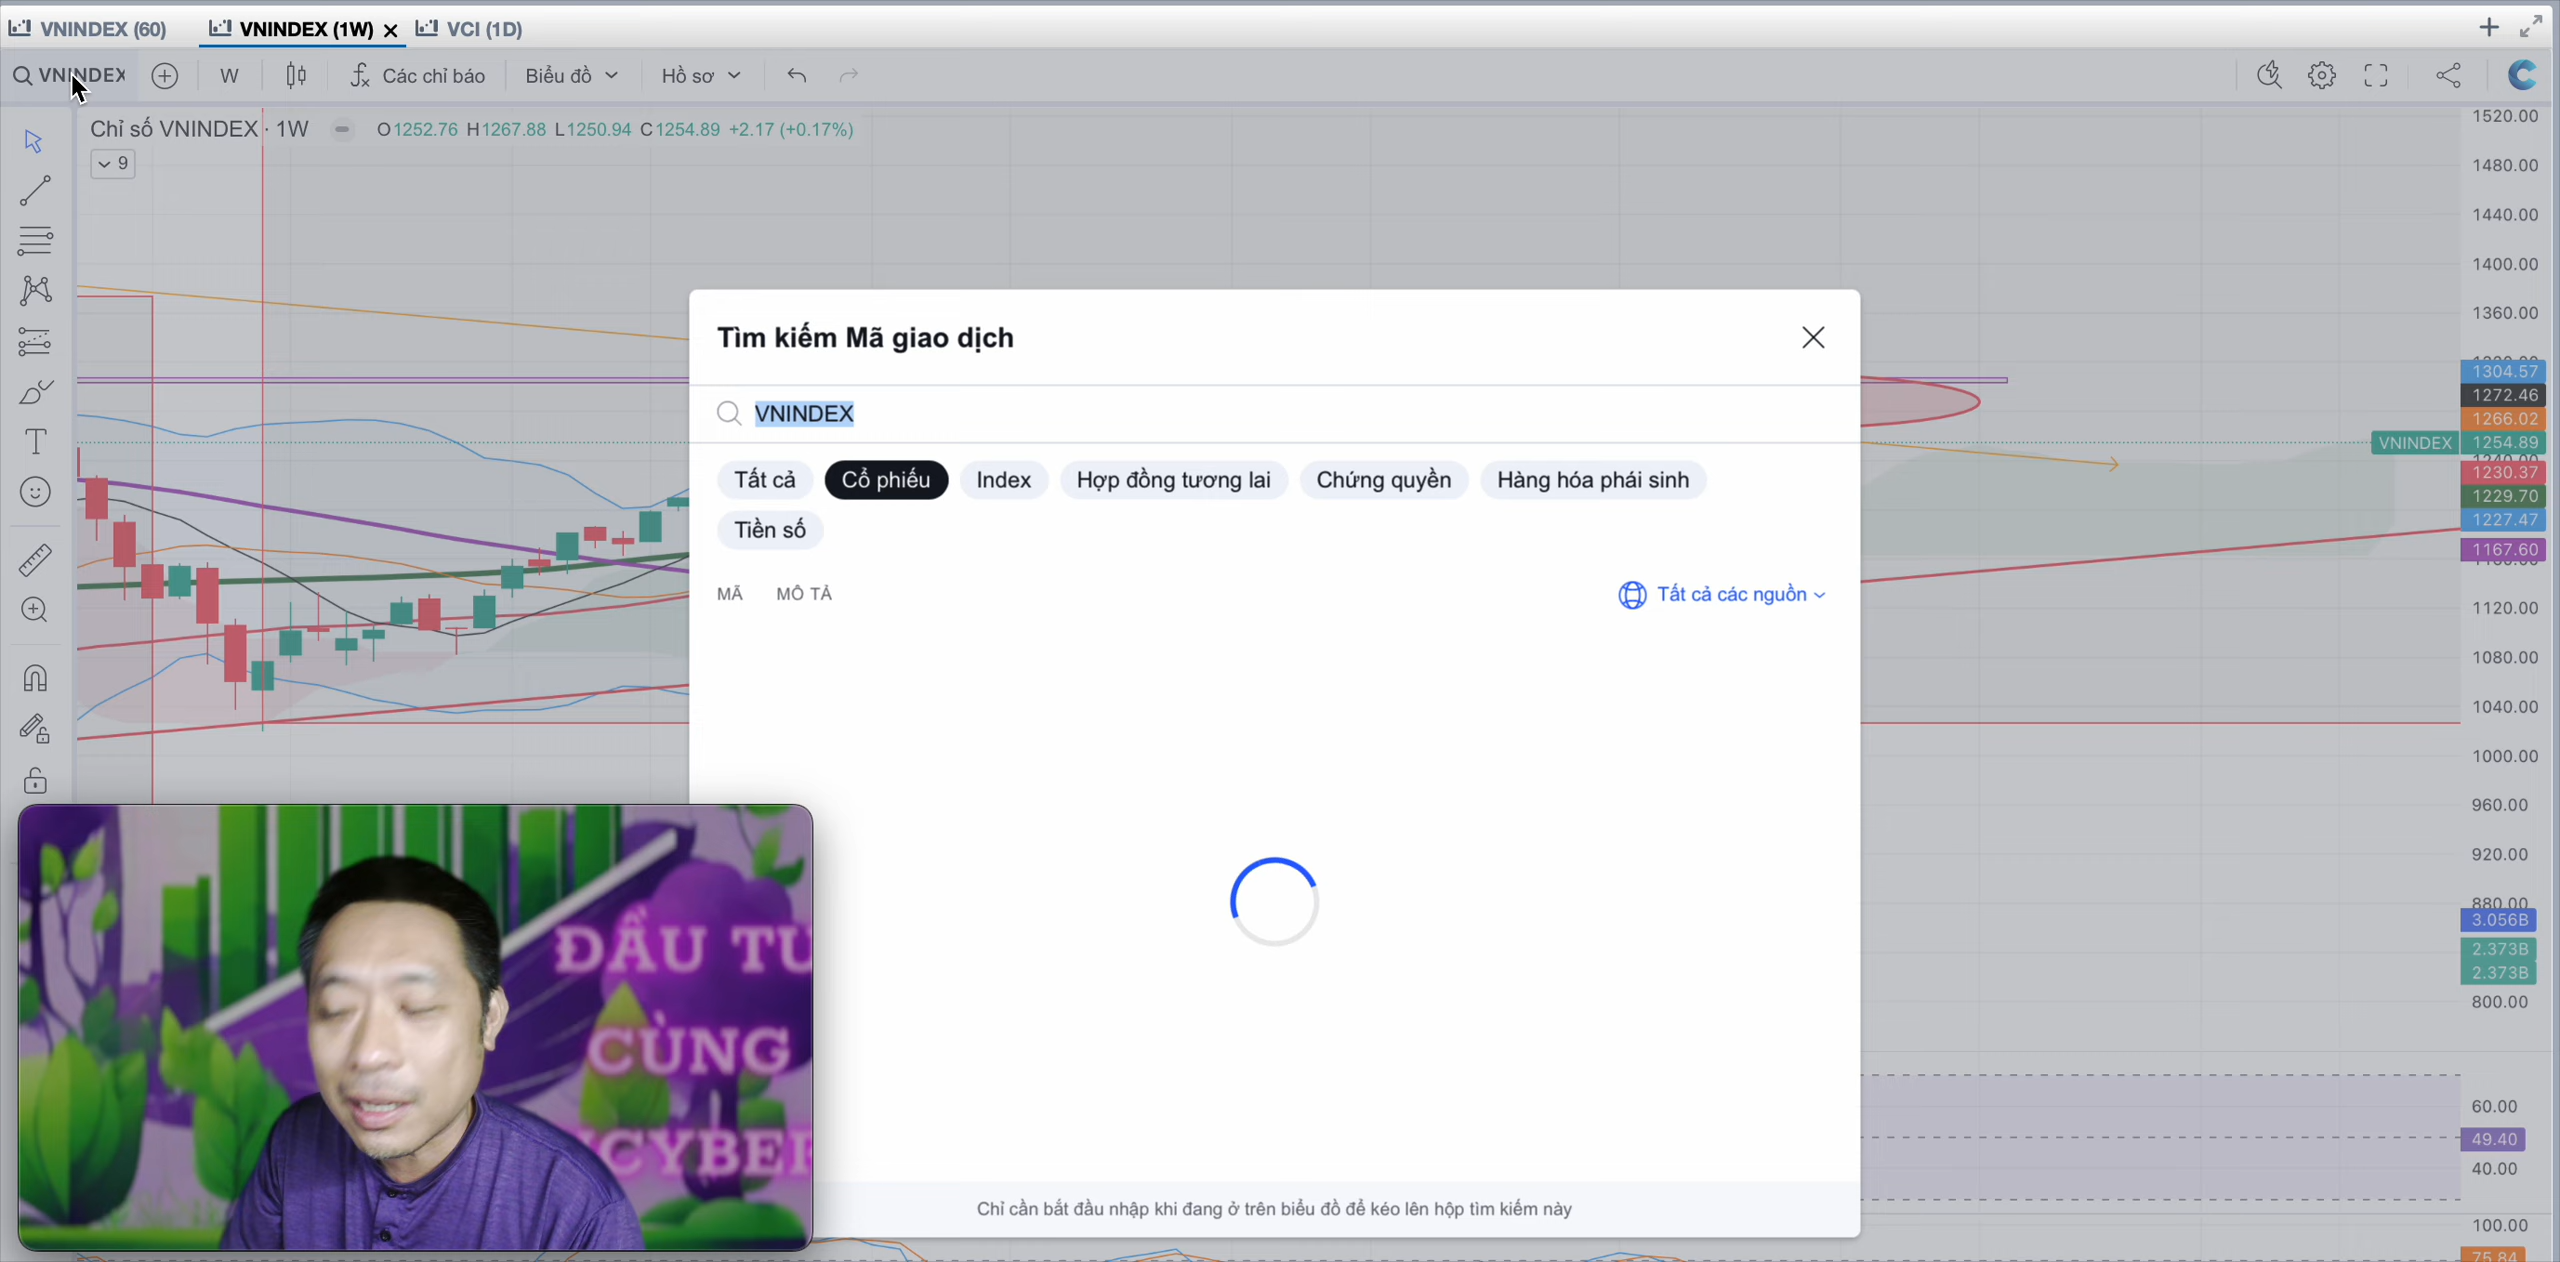 VNINDEX (60)
VNINDEX (1W)
VCI (1D)
VNINDEX
W
Các chỉ báo
Biểu đồ
Hồ sơ
Chỉ số VNINDEX · 1W
O1252.76 H1267.88 L1250.94 C1254.89 +2.17 (+0.17%)
9
1520.00
1480.00
1440.00
1400.00
1360.00
1304.57
1272.46
1266.02
VNINDEX 1254.89
1230.37
1229.70
1227.47
1167.60
1120.00
1080.00
1040.00
1000.00
960.00
920.00
880.00
3.056B
2.373B
2.373B
800.00
60.00
49.40
40.00
100.00
75.84
Tìm kiếm Mã giao dịch
VNINDEX
Tất cả
Cổ phiếu
Index
Hợp đồng tương lai
Chứng quyền
Hàng hóa phái sinh
Tiền số
MÃ
MÔ TẢ
Tất cả các nguồn
Chỉ cần bắt đầu nhập khi đang ở trên biểu đồ để kéo lên hộp tìm kiếm này
ĐẦU TƯ
CÙNG
CYBER